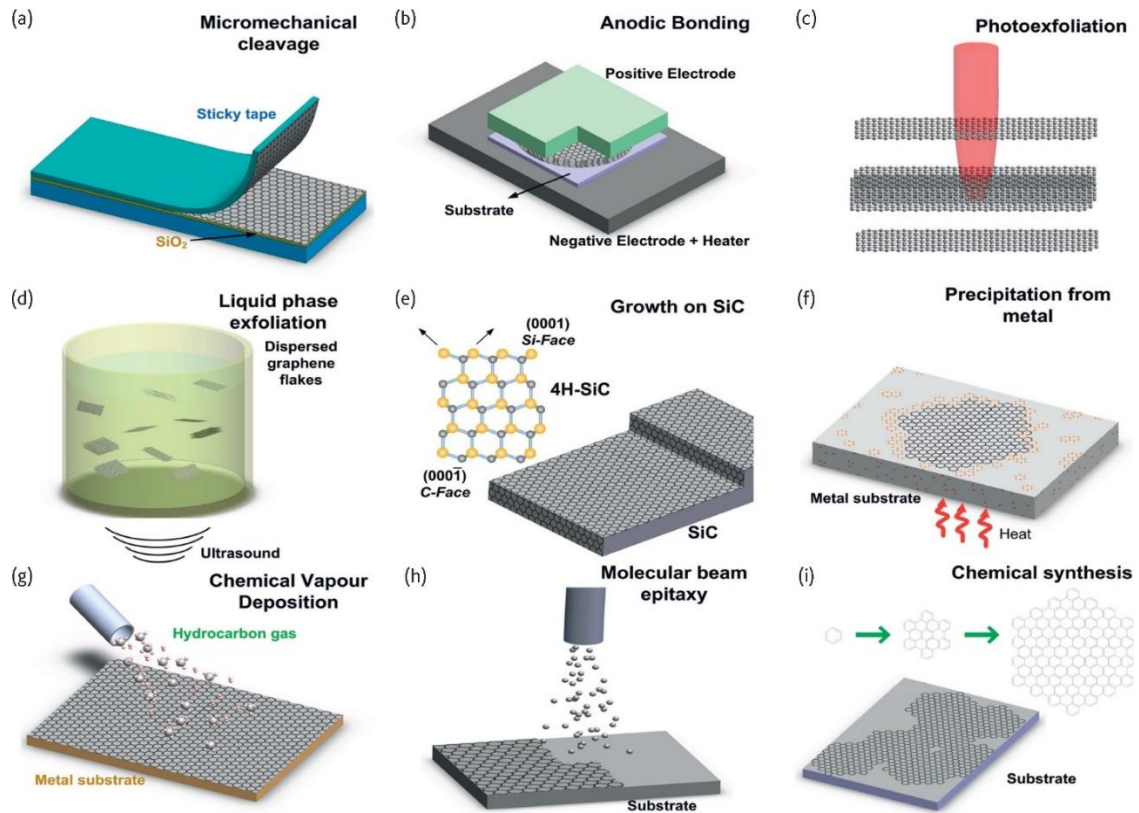 (a)
Micromechanical
cleavage
Sticky tape
SiO₂
(b)
Anodic Bonding
Positive Electrode
Substrate
Negative Electrode + Heater
(c)
Photoexfoliation
(d)
Liquid phase
exfoliation
Dispersed
graphene
flakes
Ultrasound
(e)
Growth on SiC
(0001)
Si-Face
4H-SiC
(0001̄)
C-Face
SiC
(f)
Precipitation from
metal
Metal substrate
Heat
(g)
Chemical Vapour
Deposition
Hydrocarbon gas
Metal substrate
(h)
Molecular beam
epitaxy
Substrate
(i)
Chemical synthesis
Substrate